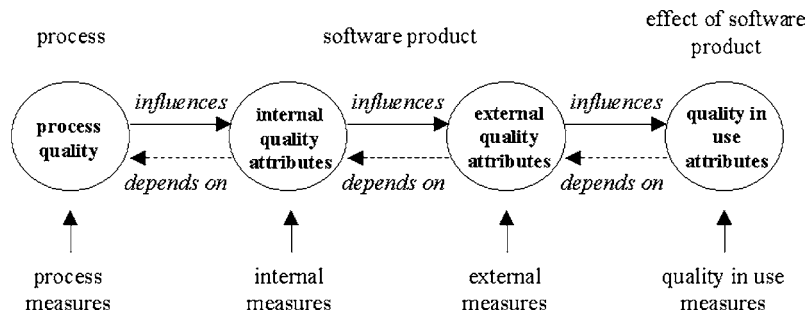 process
software product
effect of software
product
influences
influences
influences
process
quality
internal
quality
attributes
external
quality
attributes
quality in
use
attributes
depends on
depends on
depends on
process
measures
internal
measures
external
measures
quality in use
measures